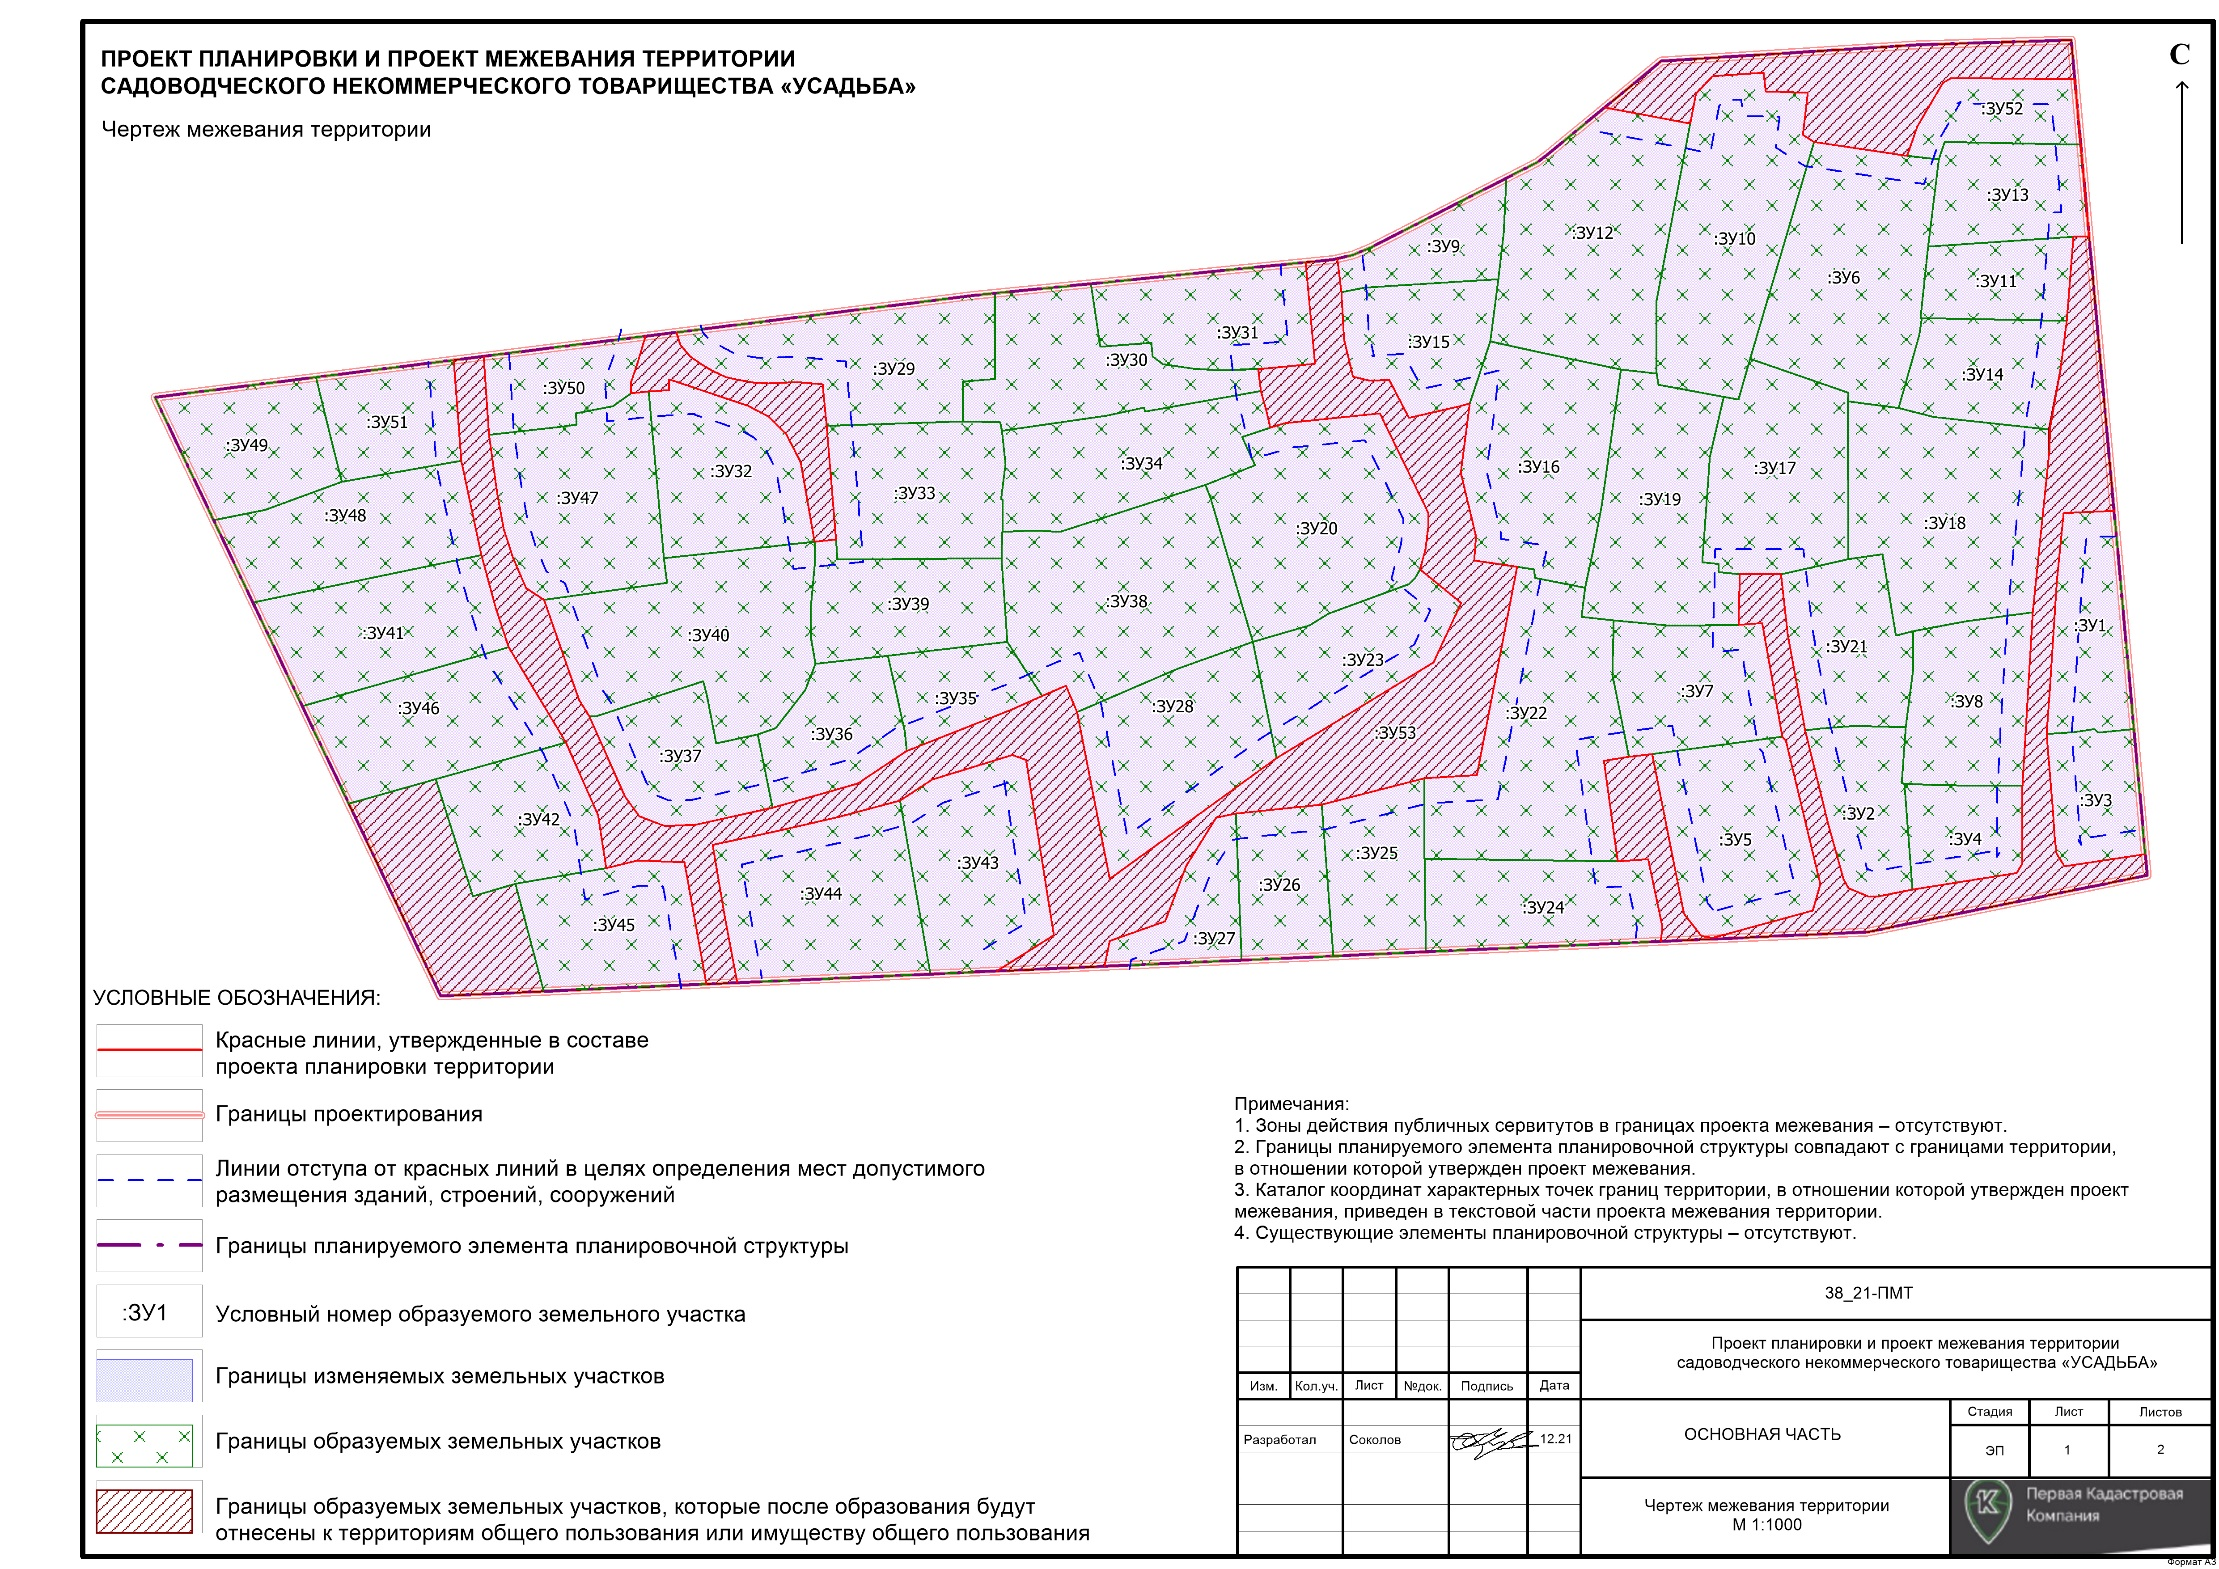 ПРОЕКТ ПЛАНИРОВКИ И ПРОЕКТ МЕЖЕВАНИЯ ТЕРРИТОРИИ
САДОВОДЧЕСКОГО НЕКОММЕРЧЕСКОГО ТОВАРИЩЕСТВА «УСАДЬБА»
Чертеж межевания территории
С
:ЗУ52
:ЗУ13
:ЗУ12
:ЗУ10
:ЗУ9
:ЗУ6
:ЗУ11
:ЗУ31
:ЗУ15
:ЗУ30
:ЗУ29
:ЗУ14
:ЗУ50
:ЗУ51
:ЗУ49
:ЗУ34
:ЗУ16
:ЗУ17
:ЗУ32
:ЗУ47
:ЗУ33
:ЗУ19
:ЗУ48
:ЗУ20
:ЗУ18
:ЗУ38
:ЗУ39
:ЗУ1
:ЗУ41
:ЗУ40
:ЗУ21
:ЗУ23
:ЗУ7
:ЗУ35
:ЗУ8
:ЗУ46
:ЗУ28
:ЗУ22
:ЗУ36
:ЗУ53
:ЗУ37
:ЗУ3
:ЗУ42
:ЗУ2
:ЗУ5
:ЗУ4
:ЗУ43
:ЗУ25
:ЗУ44
:ЗУ26
:ЗУ24
:ЗУ45
:ЗУ27
УСЛОВНЫЕ ОБОЗНАЧЕНИЯ:
Красные линии, утвержденные в составе
проекта планировки территории
Границы проектирования
Линии отступа от красных линий в целях определения мест допустимого
размещения зданий, строений, сооружений
Границы планируемого элемента планировочной структуры
:ЗУ1 Условный номер образуемого земельного участка
Границы изменяемых земельных участков
Границы образуемых земельных участков
Границы образуемых земельных участков, которые после образования будут
отнесены к территориям общего пользования или имуществу общего пользования
Примечания:
1. Зоны действия публичных сервитутов в границах проекта межевания – отсутствуют.
2. Границы планируемого элемента планировочной структуры совпадают с границами территории,
в отношении которой утвержден проект межевания.
3. Каталог координат характерных точек границ территории, в отношении которой утвержден проект
межевания, приведен в текстовой части проекта межевания территории.
4. Существующие элементы планировочной структуры – отсутствуют.
38_21-ПМТ
Проект планировки и проект межевания территории
садоводческого некоммерческого товарищества «УСАДЬБА»
Изм. Кол.уч. Лист №док. Подпись Дата
Разработал Соколов 12.21
ОСНОВНАЯ ЧАСТЬ
Стадия Лист Листов
ЭП 1 2
Чертеж межевания территории
М 1:1000
Первая Кадастровая
Компания
Формат А3